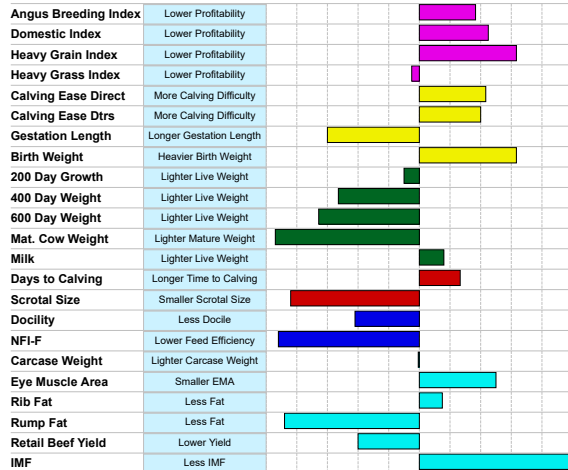 Angus Breeding Index Lower Profitability
Domestic Index Lower Profitability
Heavy Grain Index Lower Profitability
Heavy Grass Index Lower Profitability
Calving Ease Direct More Calving Difficulty
Calving Ease Dtrs More Calving Difficulty
Gestation Length Longer Gestation Length
Birth Weight Heavier Birth Weight
200 Day Growth Lighter Live Weight
400 Day Weight Lighter Live Weight
600 Day Weight Lighter Live Weight
Mat. Cow Weight Lighter Mature Weight
Milk Lighter Live Weight
Days to Calving Longer Time to Calving
Scrotal Size Smaller Scrotal Size
Docility Less Docile
NFI-F Lower Feed Efficiency
Carcase Weight Lighter Carcase Weight
Eye Muscle Area Smaller EMA
Rib Fat Less Fat
Rump Fat Less Fat
Retail Beef Yield Lower Yield
IMF Less IMF